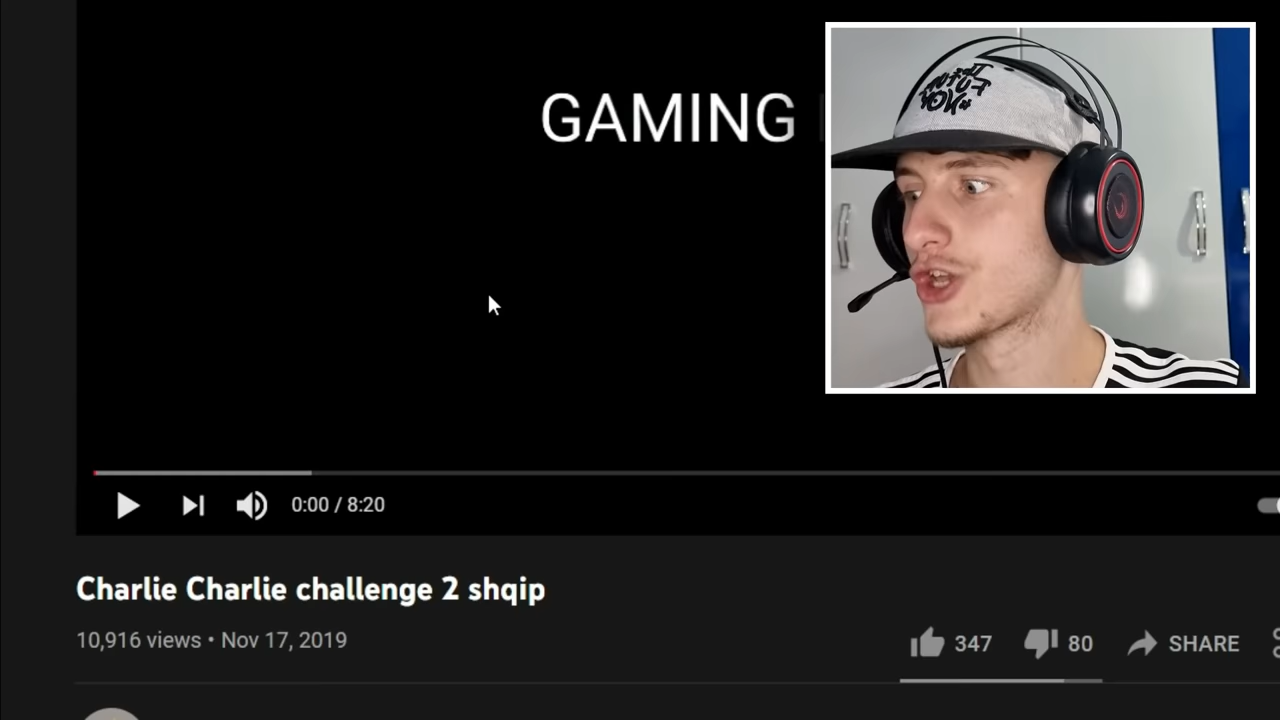 GAMING
0:00 / 8:20
Charlie Charlie challenge 2 shqip
10,916 views • Nov 17, 2019
347
80
SHARE